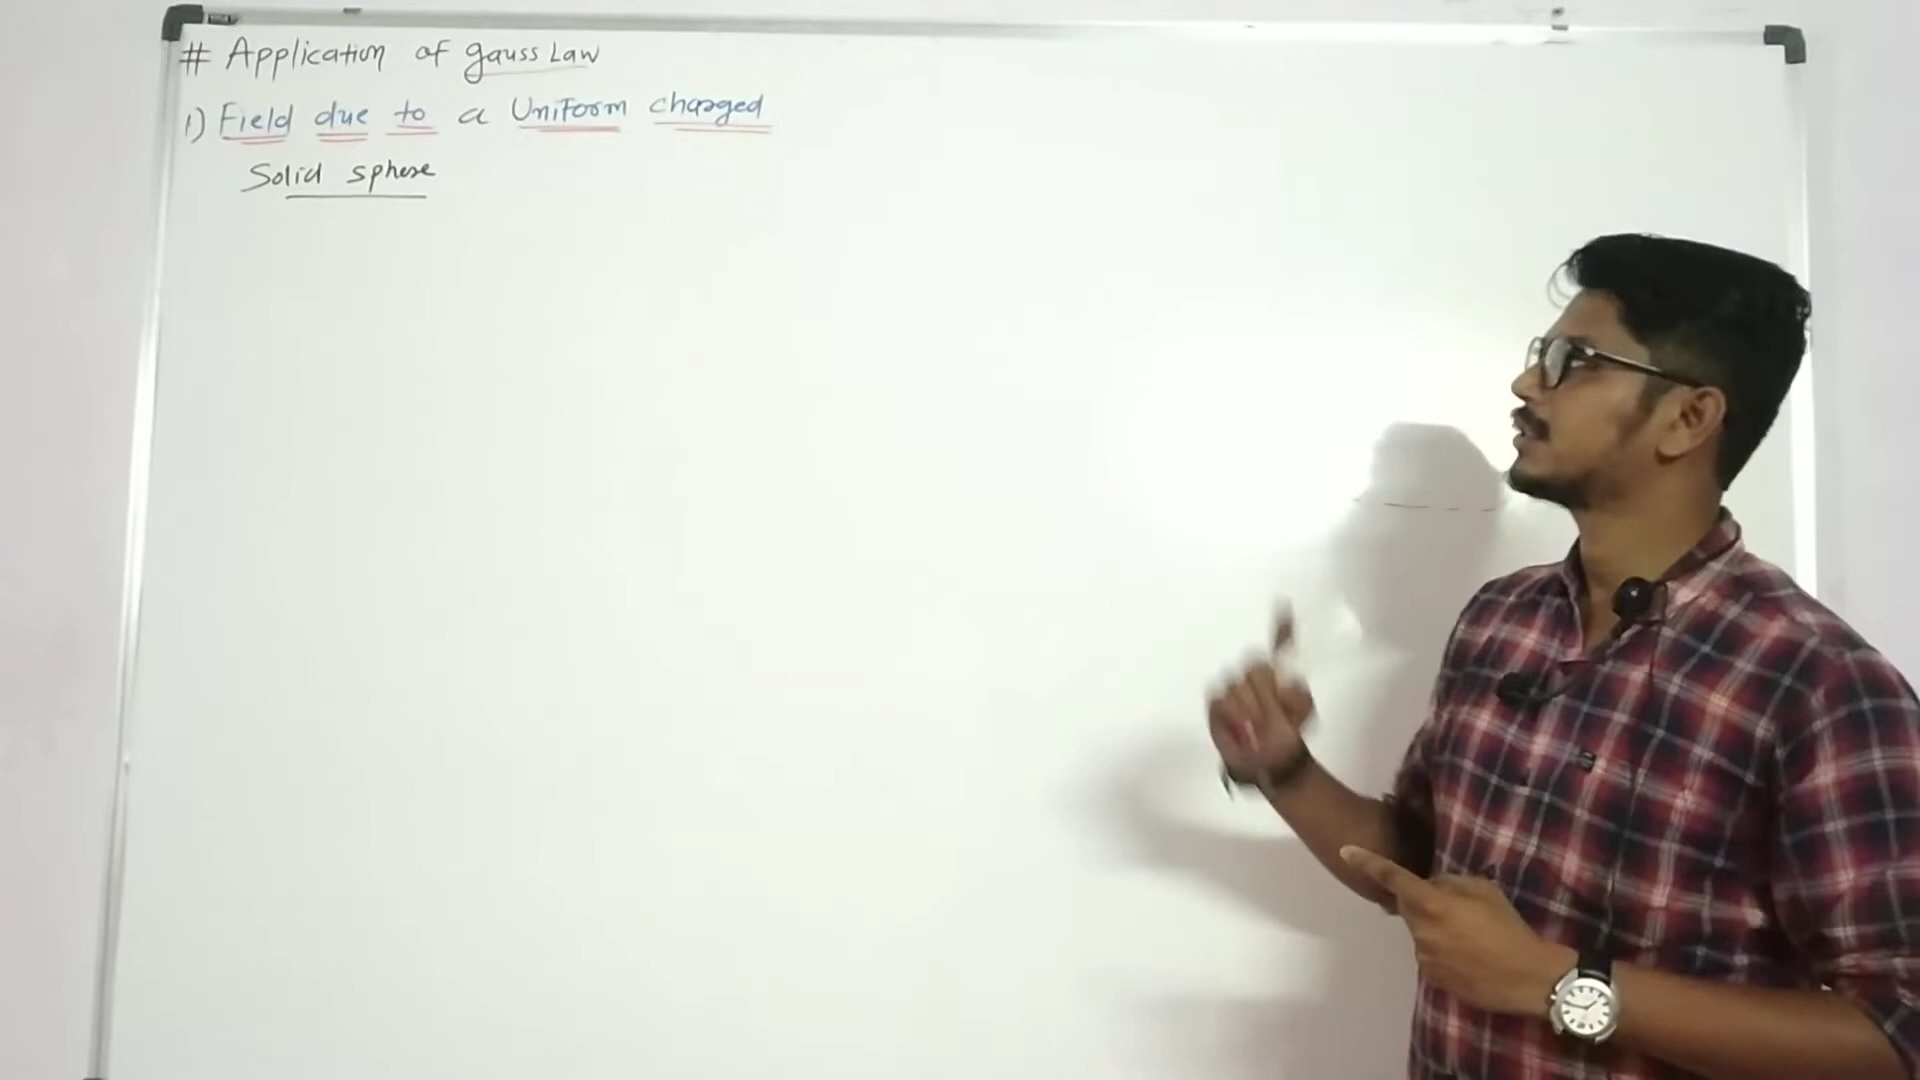 # Application of gauss Law
1) Field due to a Uniform charged
Solid sphere